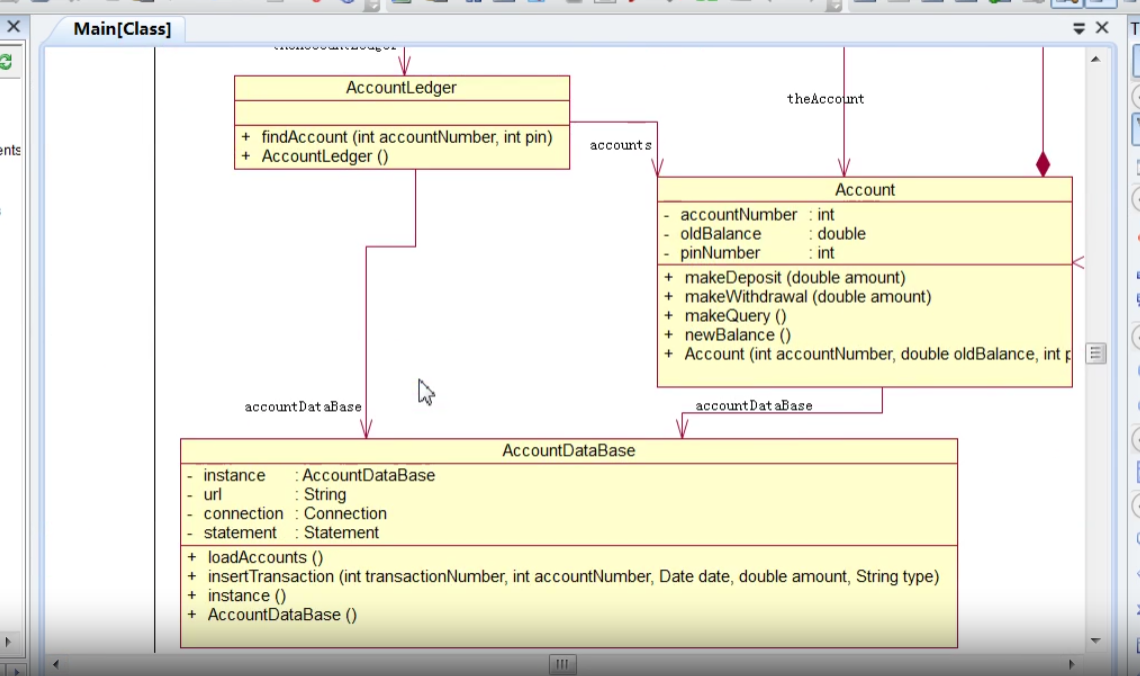 Main[Class]
AccountLedger
+ findAccount (int accountNumber, int pin)
+ AccountLedger ()
accounts
theAccount
Account
- accountNumber : int
- oldBalance : double
- pinNumber : int
+ makeDeposit (double amount)
+ makeWithdrawal (double amount)
+ makeQuery ()
+ newBalance ()
+ Account (int accountNumber, double oldBalance, int p
accountDataBase
accountDataBase
AccountDataBase
- instance : AccountDataBase
- url : String
- connection : Connection
- statement : Statement
+ loadAccounts ()
+ insertTransaction (int transactionNumber, int accountNumber, Date date, double amount, String type)
+ instance ()
+ AccountDataBase ()